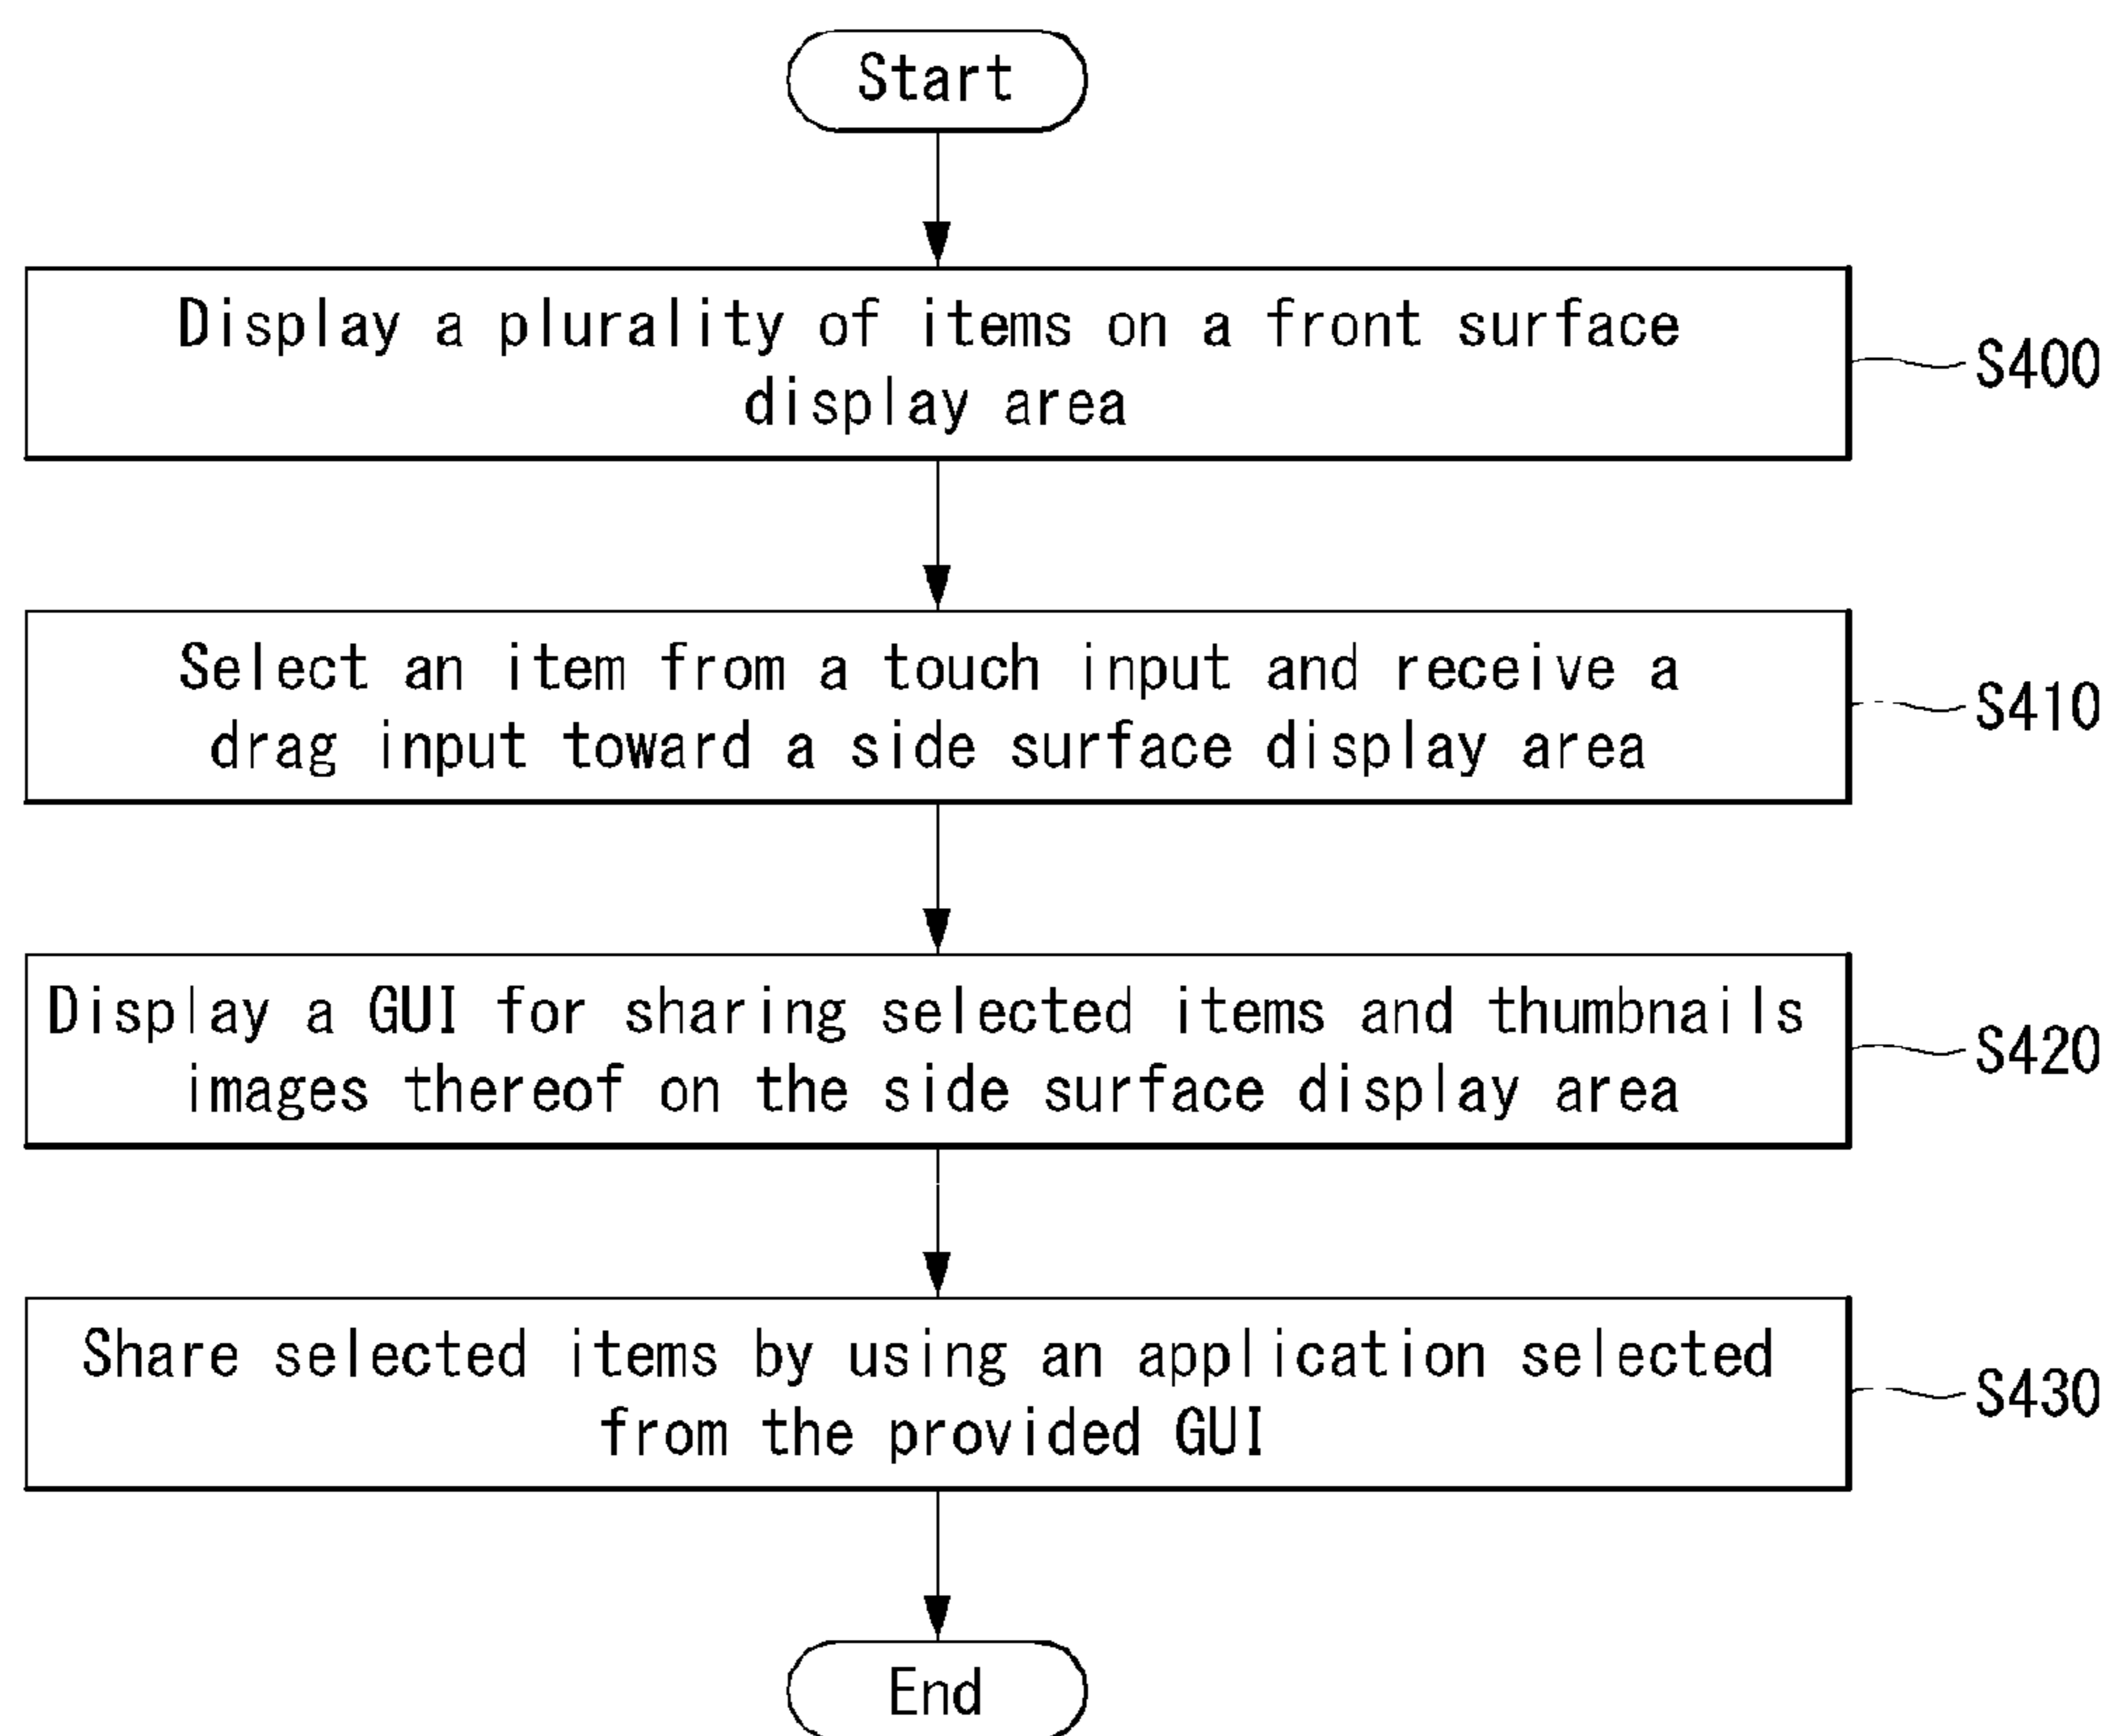 Start
Display a plurality of items on a front surface
display area
S400
Select an item from a touch input and receive a
drag input toward a side surface display area
S410
Display a GUI for sharing selected items and thumbnails
images thereof on the side surface display area
S420
Share selected items by using an application selected
from the provided GUI
S430
End